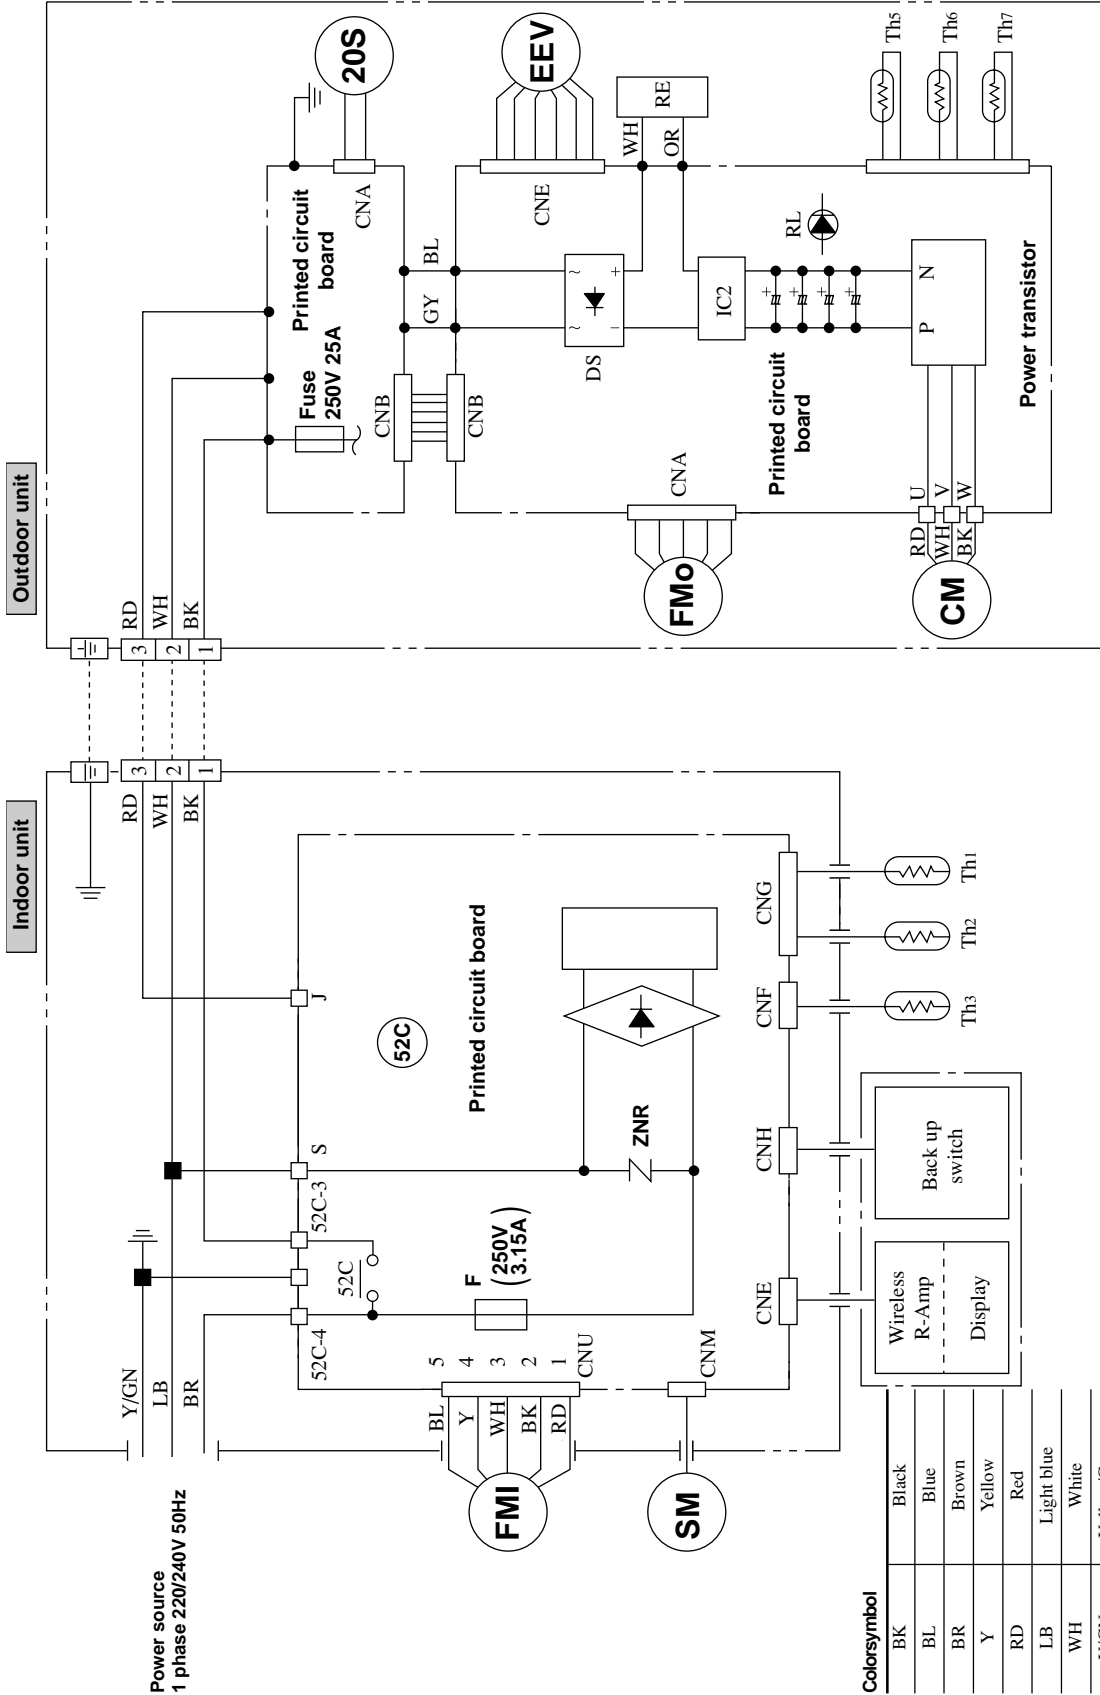 Indoor unit
Outdoor unit
Power source
1 phase 220/240V 50Hz
Y/GN
LB
BR
RD
WH
BK
3
2
1
3
2
1
RD
WH
BK
52C-4
52C-3
S
J
52C
F
(250V
3.15A)
52C
Printed circuit board
ZNR
BL
Y
WH
BK
RD
5
4
3
2
1
CNU
FMI
SM
CNM
CNE
CNH
CNF
CNG
Wireless
R-Amp
Display
Back up
switch
Th3
Th2
Th1
Fuse
250V 25A
Printed circuit
board
CNA
20S
CNB
CNB
GY
BL
CNE
EEV
DS
~
~
–
+
WH
OR
RE
IC2
+
+
+
+
RL
Printed circuit
board
P
N
Power transistor
CNA
FMo
RD
WH
BK
U
V
W
CM
Th5
Th6
Th7
Colorsymbol
BK Black
BL Blue
BR Brown
Y Yellow
RD Red
LB Light blue
WH White